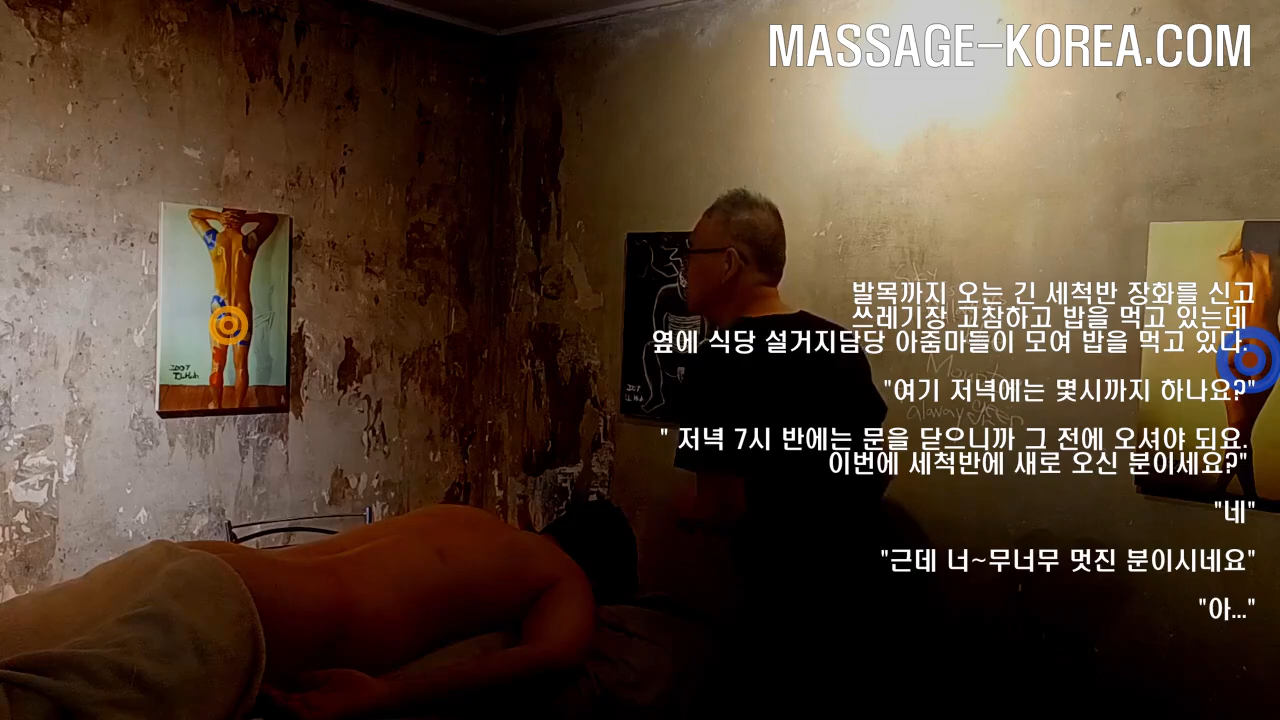 MASSAGE-KOREA.COM
발목까지 오는 긴 세척반 장화를 신고
쓰레기장 고참하고 밥을 먹고 있는데
옆에 식당 설거지담당 아줌마들이 모여 밥을 먹고 있다.
"여기 저녁에는 몇시까지 하나요?"
" 저녁 7시 반에는 문을 닫으니까 그 전에 오셔야 되요.
이번에 세척반에 새로 오신 분이세요?"
"네"
"근데 너~무너무 멋진 분이시네요"
"아..."
2007